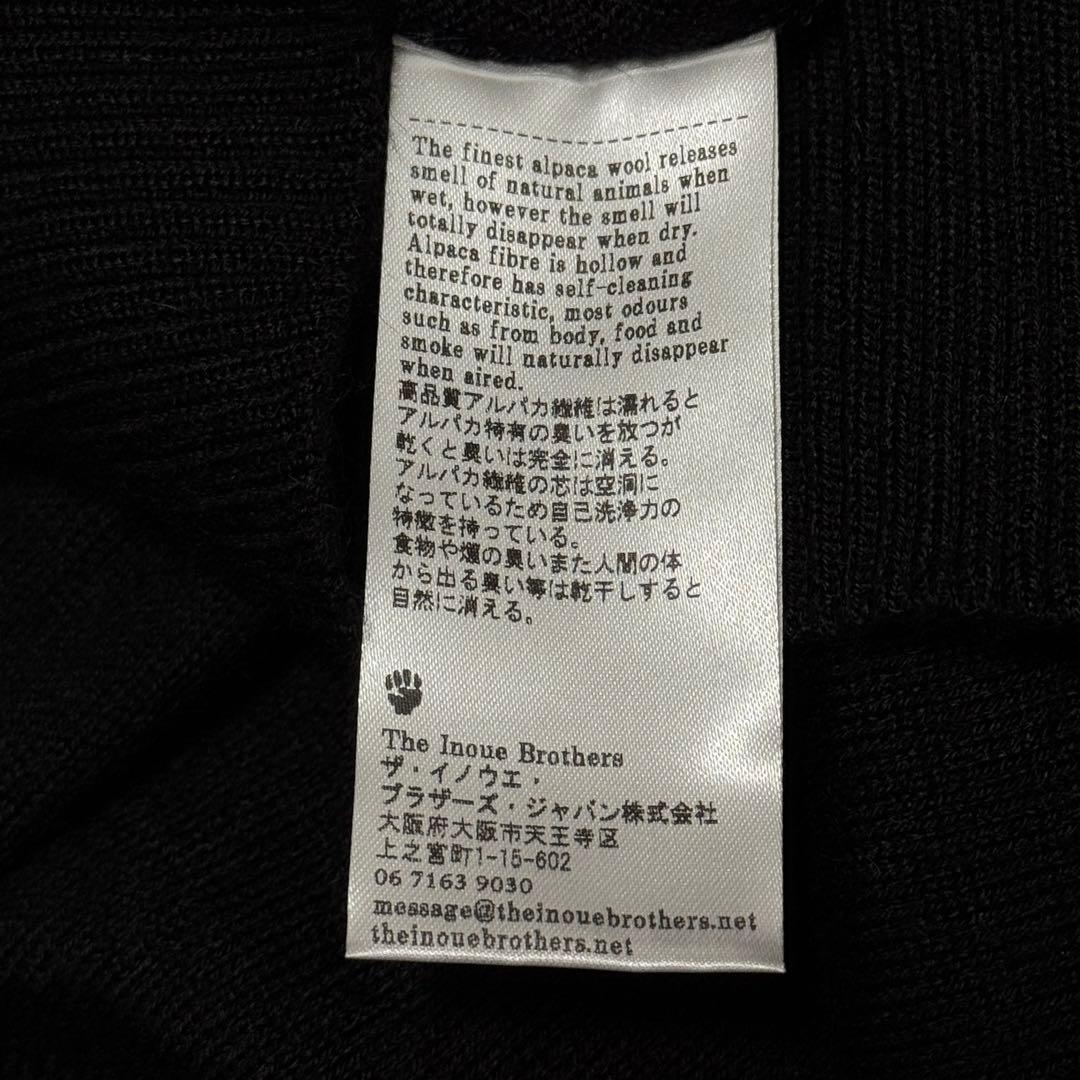 The finest alpaca wool releases
smell of natural animals when
wet, however the smell will
totally disappear when dry.
Alpaca fibre is hollow and
therefore has self-cleaning
characteristic, most odours
such as from body, food and
smoke will naturally disappear
when aired.
高品質アルパカ繊維は濡れると
アルパカ特有の臭いを放つが
乾くと臭いは完全に消える。
アルパカ繊維の芯は空洞に
なっているため自己洗浄力の
特徴を持っている。
食物や煙の臭いまた人間の体
から出る臭い等は乾干しすると
自然に消える。
The Inoue Brothers
ザ・イノウエ・
ブラザーズ・ジャパン株式会社
大阪府大阪市天王寺区
上之宮町1-15-602
06 7163 9030
message@theinouebrothers.net
theinouebrothers.net